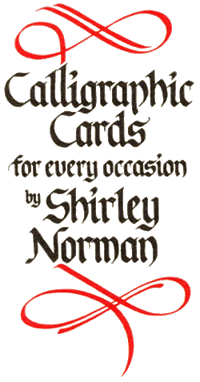 Calligraphic
Cards
for every occasion
by Shirley
Norman